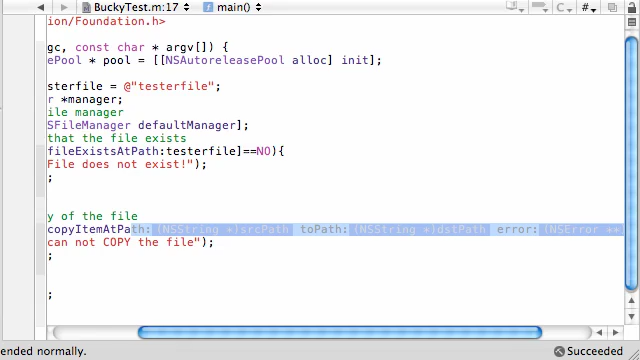 BuckyTest.m:17 main()
ion/Foundation.h>
gc, const char * argv[]) {
ePool * pool = [[NSAutoreleasePool alloc] init];
esterfile = @"testerfile";
r *manager;
ile manager
SFileManager defaultManager];
that the file exists
fileExistsAtPath:testerfile]==NO){
File does not exist!");
;
y of the file
copyItemAtPath:(NSString *)srcPath toPath:(NSString *)dstPath error:(NSError **)
can not COPY the file");
;
;
ended normally.
Succeeded